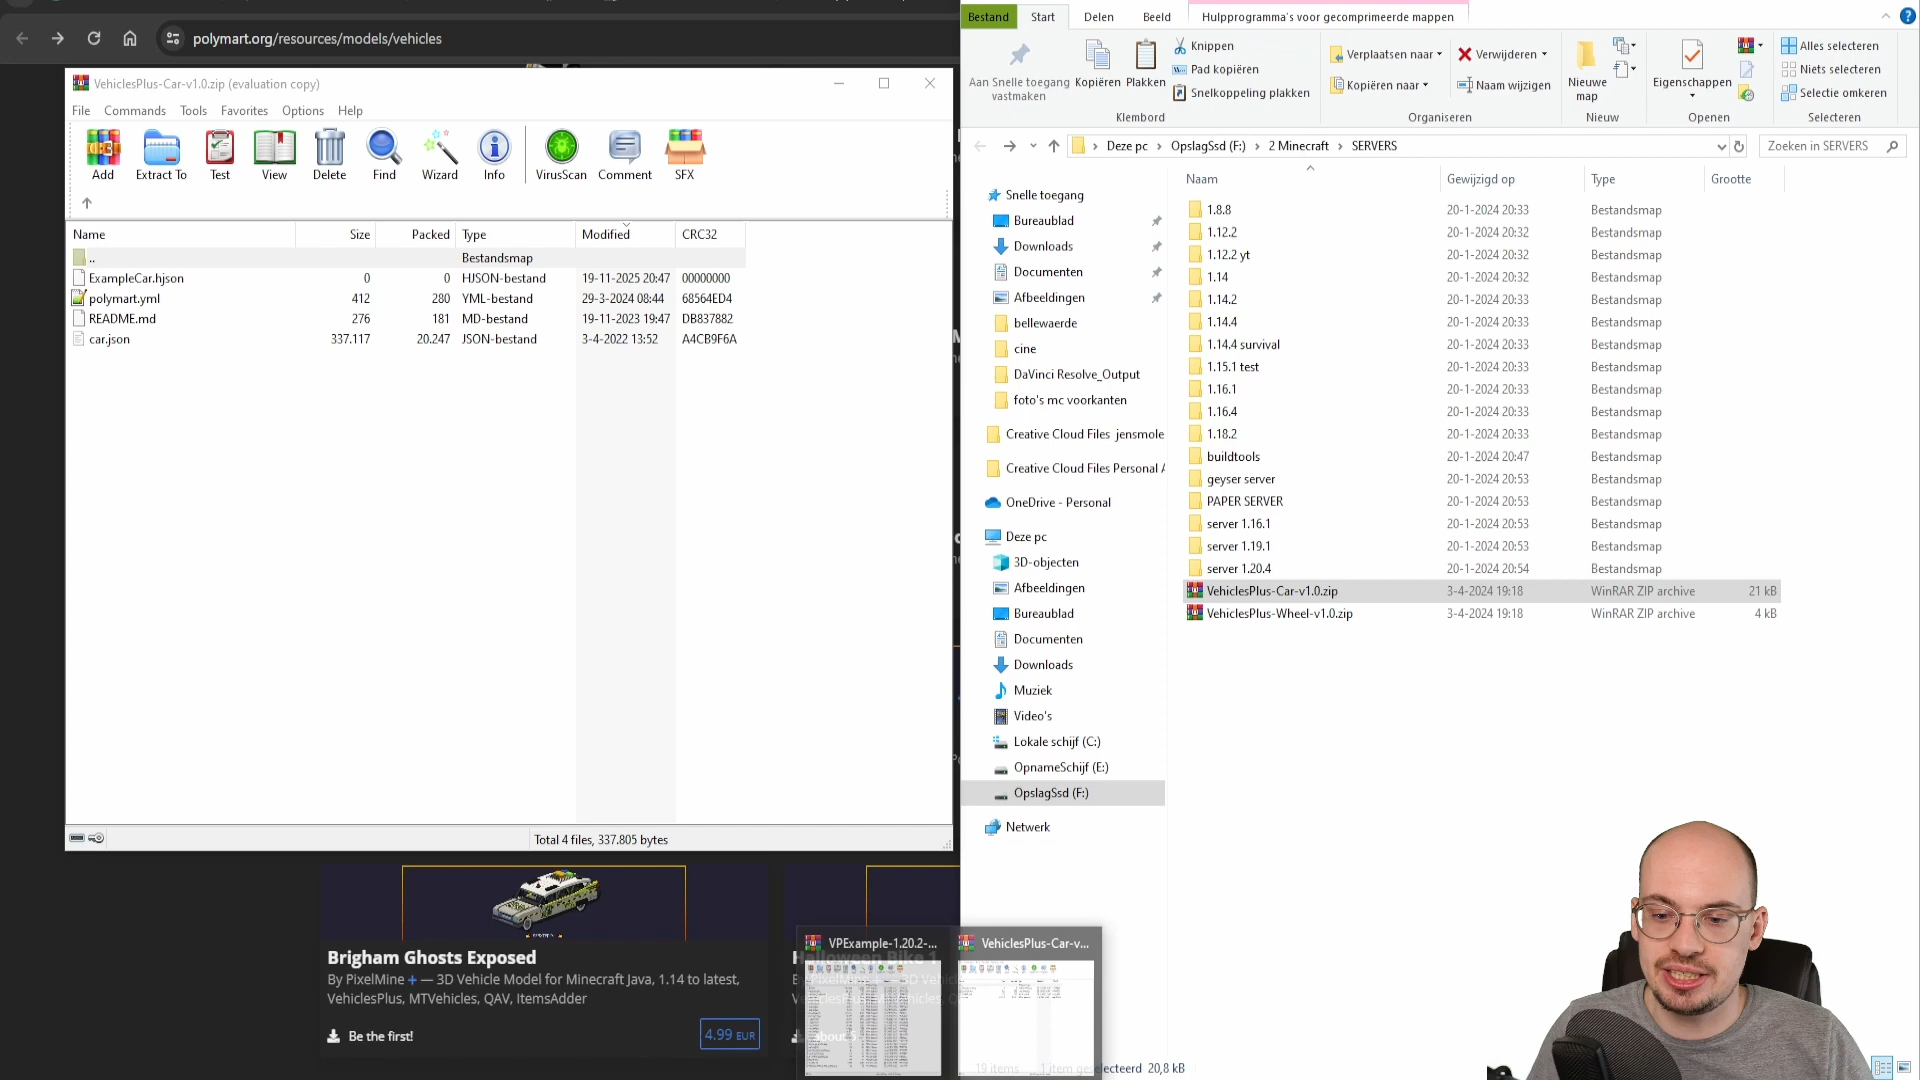 polymart.org/resources/models/vehicles
VehiclesPlus-Car-v1.0.zip (evaluation copy)
File Commands Tools Favorites Options Help
Add Extract To Test View Delete Find Wizard Info VirusScan Comment SFX
Name Size Packed Type Modified CRC32
.. Bestandsmap
ExampleCar.hjson 0 0 HJSON-bestand 19-11-2025 20:47 00000000
polymart.yml 412 280 YML-bestand 29-3-2024 08:44 68564ED4
README.md 276 181 MD-bestand 19-11-2023 19:47 DB837882
car.json 337.117 20.247 JSON-bestand 3-4-2022 13:52 A4CB9F6A
Total 4 files, 337.805 bytes
Brigham Ghosts Exposed
By PixelMine + — 3D Vehicle Model for Minecraft Java, 1.14 to latest,
VehiclesPlus, MTVehicles, QAV, ItemsAdder
Be the first!
4.99 EUR
VPExample-1.20.2-...
VehiclesPlus-Car-v...
Bestand Start Delen Beeld Hulpprogramma's voor gecomprimeerde mappen
Aan Snelle toegang
vastmaken
Kopiëren
Plakken
Knippen
Pad kopiëren
Snelkoppeling plakken
Klembord
Verplaatsen naar
Kopiëren naar
Verwijderen
Naam wijzigen
Organiseren
Nieuwe
map
Nieuw
Eigenschappen
Openen
Alles selecteren
Niets selecteren
Selectie omkeren
Selecteren
Deze pc > OpslagSsd (F:) > 2 Minecraft > SERVERS
Zoeken in SERVERS
Snelle toegang
Bureaublad
Downloads
Documenten
Afbeeldingen
bellewaerde
cine
DaVinci Resolve_Output
foto's mc voorkanten
Creative Cloud Files jensmole
Creative Cloud Files Personal A
OneDrive - Personal
Deze pc
3D-objecten
Afbeeldingen
Bureaublad
Documenten
Downloads
Muziek
Video's
Lokale schijf (C:)
OpnameSchijf (E:)
OpslagSsd (F:)
Netwerk
Naam Gewijzigd op Type Grootte
1.8.8 20-1-2024 20:33 Bestandsmap
1.12.2 20-1-2024 20:32 Bestandsmap
1.12.2 yt 20-1-2024 20:32 Bestandsmap
1.14 20-1-2024 20:32 Bestandsmap
1.14.2 20-1-2024 20:33 Bestandsmap
1.14.4 20-1-2024 20:33 Bestandsmap
1.14.4 survival 20-1-2024 20:33 Bestandsmap
1.15.1 test 20-1-2024 20:33 Bestandsmap
1.16.1 20-1-2024 20:33 Bestandsmap
1.16.4 20-1-2024 20:33 Bestandsmap
1.18.2 20-1-2024 20:33 Bestandsmap
buildtools 20-1-2024 20:47 Bestandsmap
geyser server 20-1-2024 20:53 Bestandsmap
PAPER SERVER 20-1-2024 20:53 Bestandsmap
server 1.16.1 20-1-2024 20:53 Bestandsmap
server 1.19.1 20-1-2024 20:53 Bestandsmap
server 1.20.4 20-1-2024 20:54 Bestandsmap
VehiclesPlus-Car-v1.0.zip 3-4-2024 19:18 WinRAR ZIP archive 21 kB
VehiclesPlus-Wheel-v1.0.zip 3-4-2024 19:18 WinRAR ZIP archive 4 kB
19 items 1 item geselecteerd 20,8 kB